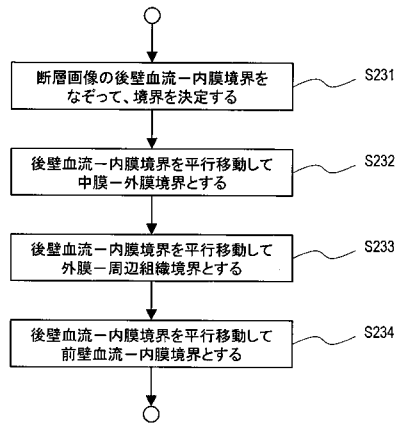 断層画像の後壁血流－内膜境界を
なぞって、境界を決定する
S231
後壁血流－内膜境界を平行移動して
中膜－外膜境界とする
S232
後壁血流－内膜境界を平行移動して
外膜－周辺組織境界とする
S233
後壁血流－内膜境界を平行移動して
前壁血流－内膜境界とする
S234